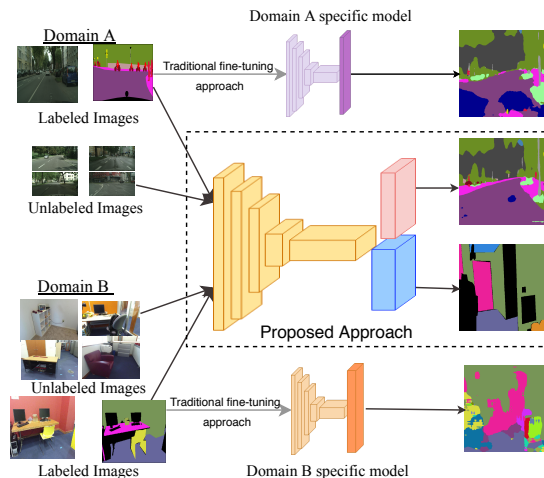 Domain A specific model
Domain A
Traditional fine-tuning
approach
Labeled Images
Unlabeled Images
Domain B
Proposed Approach
Unlabeled Images
Traditional fine-tuning
approach
Labeled Images
Domain B specific model